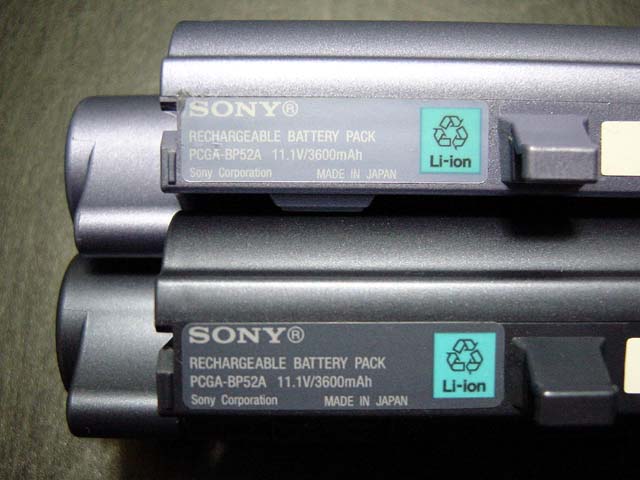 SONY®
RECHARGEABLE BATTERY PACK
PCGA-BP52A 11.1V/3600mAh
Sony Corporation MADE IN JAPAN
Li-ion
SONY®
RECHARGEABLE BATTERY PACK
PCGA-BP52A 11.1V/3600mAh
Sony Corporation MADE IN JAPAN
Li-ion